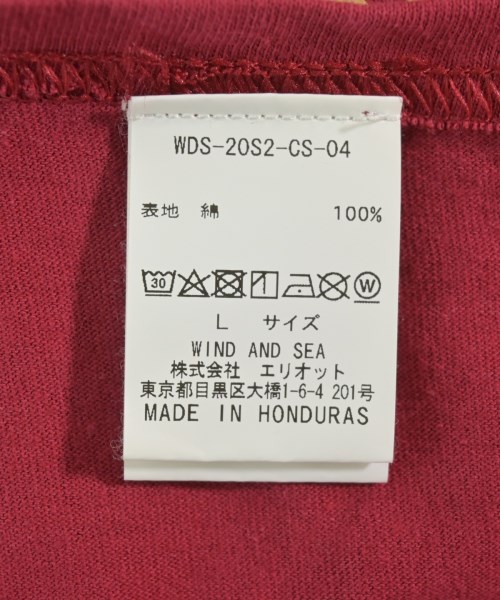 WDS-20S2-CS-04
表地 綿 100%
30 W
L サイズ
WIND AND SEA
株式会社 エリオット
東京都目黒区大橋1-6-4 201号
MADE IN HONDURAS